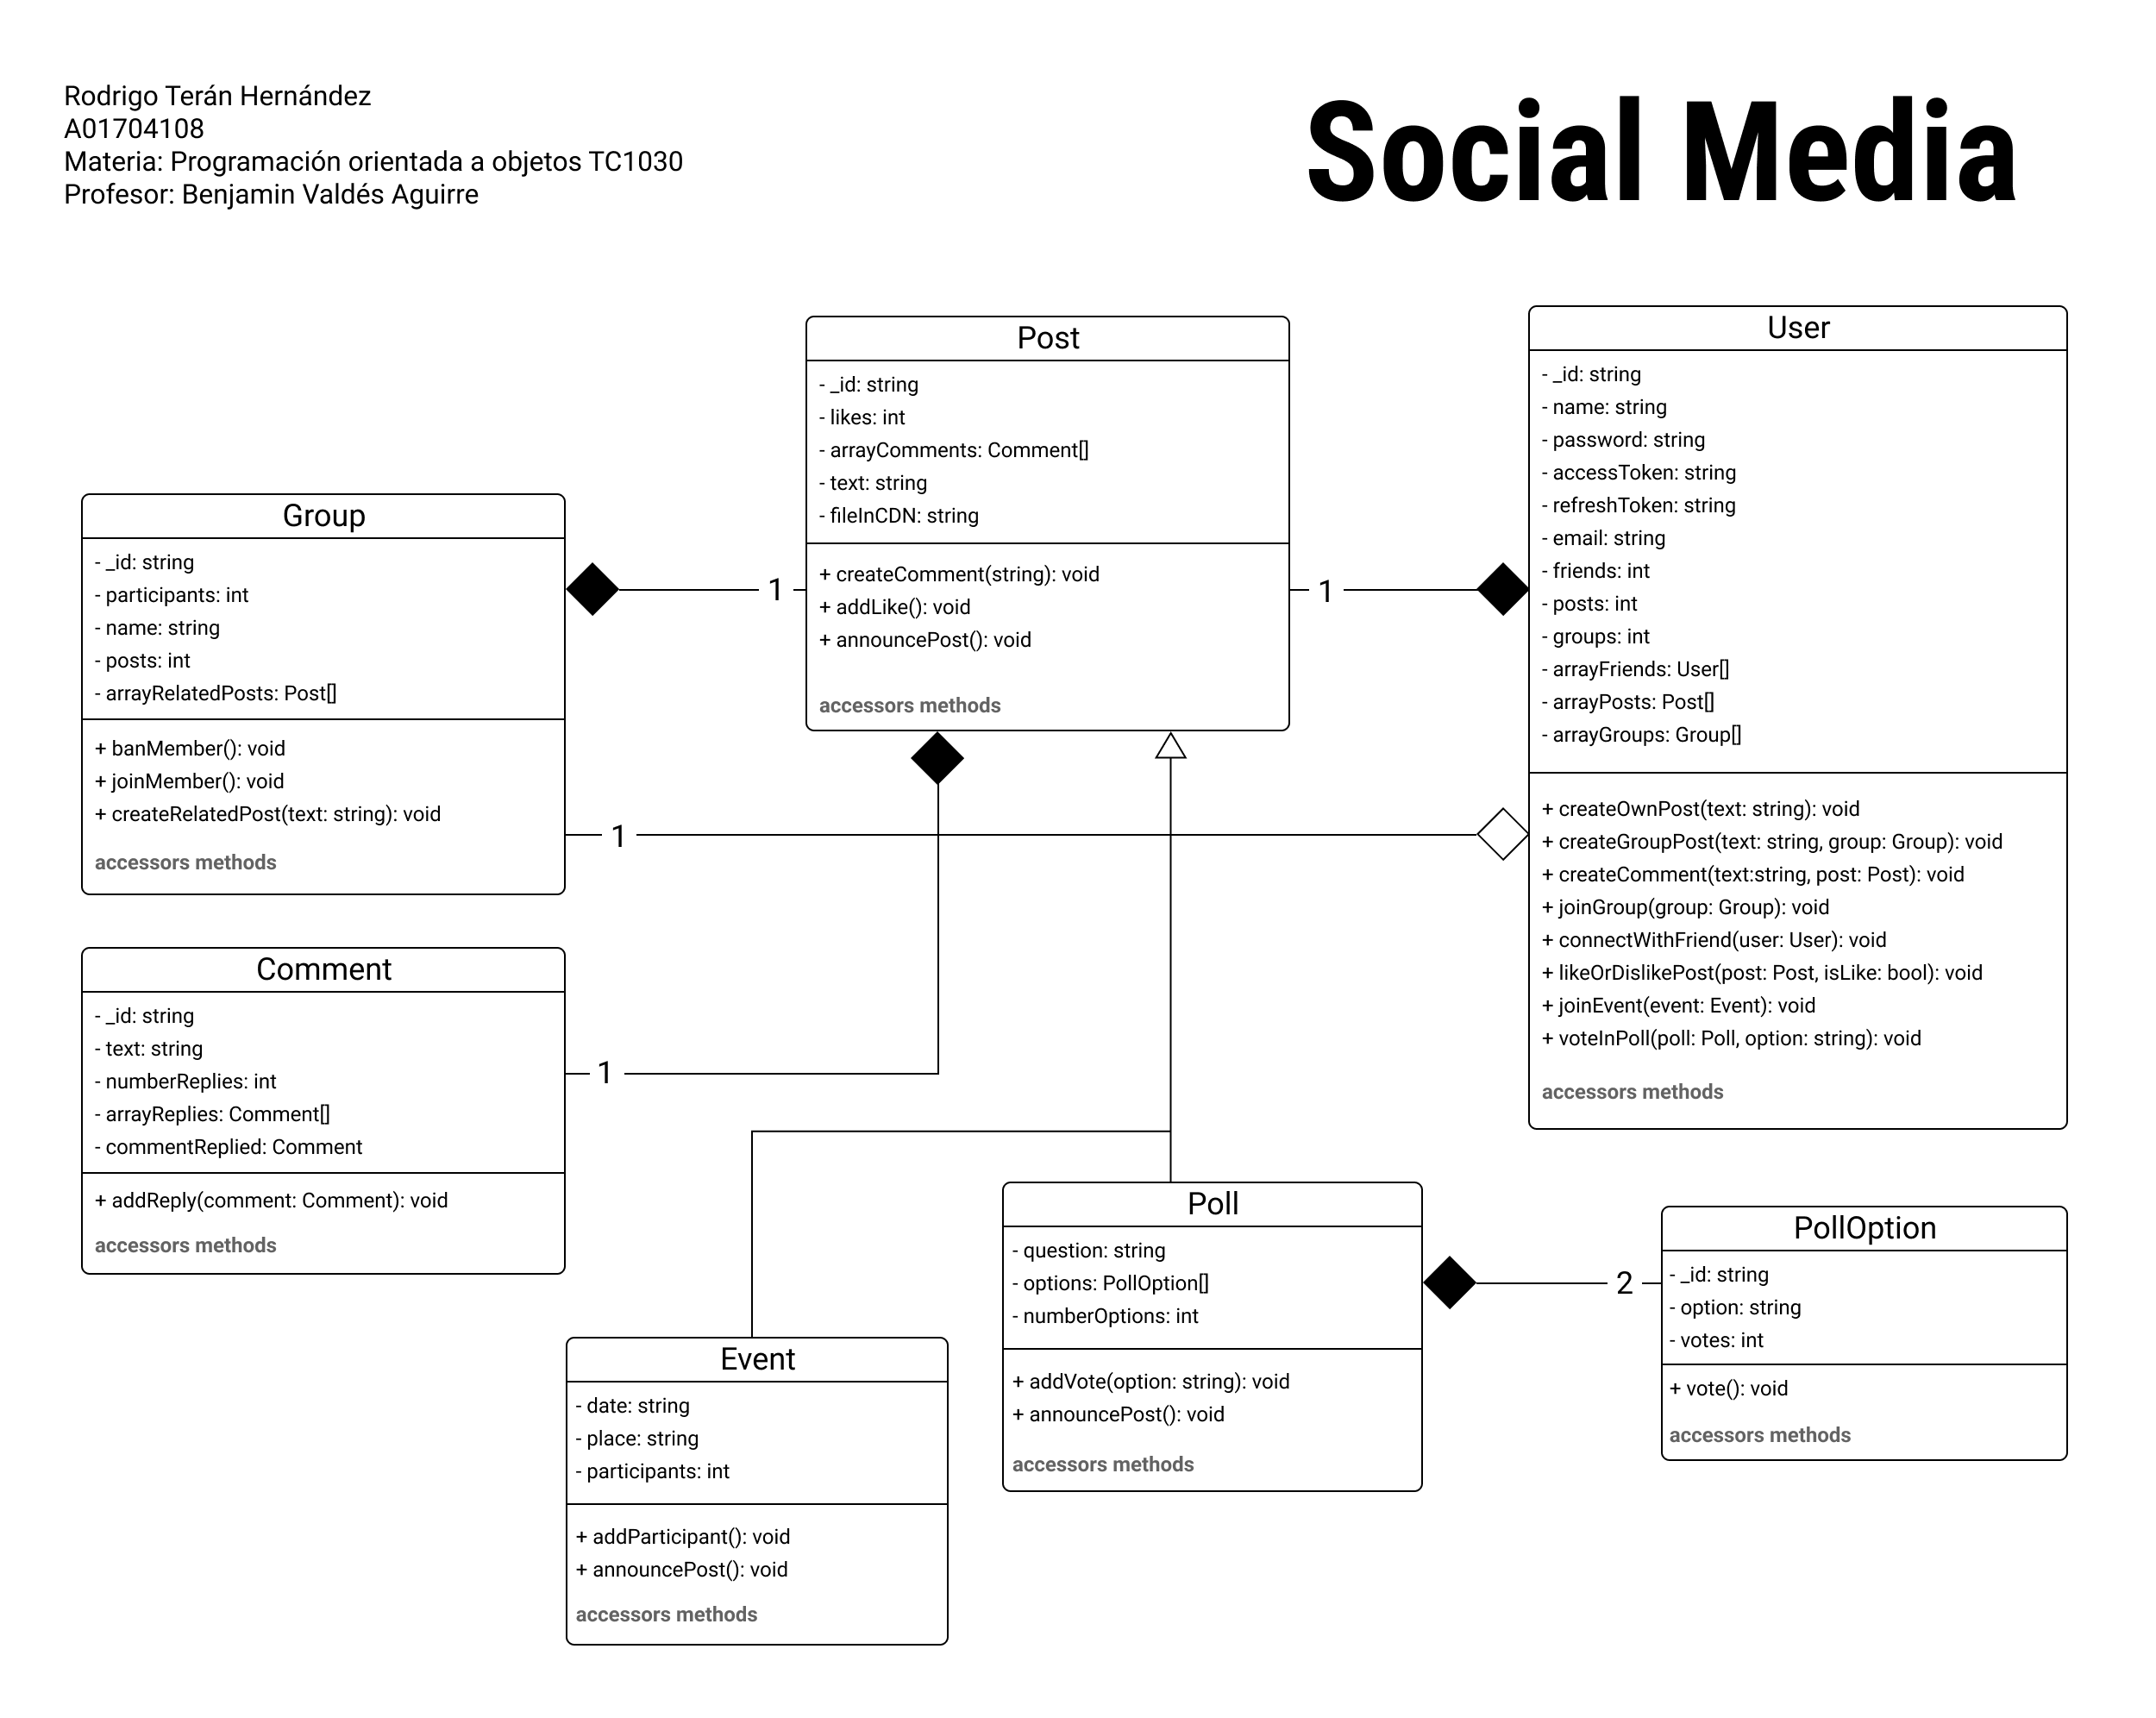 Rodrigo Terán Hernández
A01704108
Materia: Programación orientada a objetos TC1030
Profesor: Benjamin Valdés Aguirre
Social Media
Post
- _id: string
- likes: int
- arrayComments: Comment[]
- text: string
- fileInCDN: string
+ createComment(string): void
+ addLike(): void
+ announcePost(): void
accessors methods
User
- _id: string
- name: string
- password: string
- accessToken: string
- refreshToken: string
- email: string
- friends: int
- posts: int
- groups: int
- arrayFriends: User[]
- arrayPosts: Post[]
- arrayGroups: Group[]
+ createOwnPost(text: string): void
+ createGroupPost(text: string, group: Group): void
+ createComment(text:string, post: Post): void
+ joinGroup(group: Group): void
+ connectWithFriend(user: User): void
+ likeOrDislikePost(post: Post, isLike: bool): void
+ joinEvent(event: Event): void
+ voteInPoll(poll: Poll, option: string): void
accessors methods
Group
- _id: string
- participants: int
- name: string
- posts: int
- arrayRelatedPosts: Post[]
+ banMember(): void
+ joinMember(): void
+ createRelatedPost(text: string): void
accessors methods
1
1
1
1
Comment
- _id: string
- text: string
- numberReplies: int
- arrayReplies: Comment[]
- commentReplied: Comment
+ addReply(comment: Comment): void
accessors methods
Poll
- question: string
- options: PollOption[]
- numberOptions: int
+ addVote(option: string): void
+ announcePost(): void
accessors methods
2
PollOption
- _id: string
- option: string
- votes: int
+ vote(): void
accessors methods
Event
- date: string
- place: string
- participants: int
+ addParticipant(): void
+ announcePost(): void
accessors methods